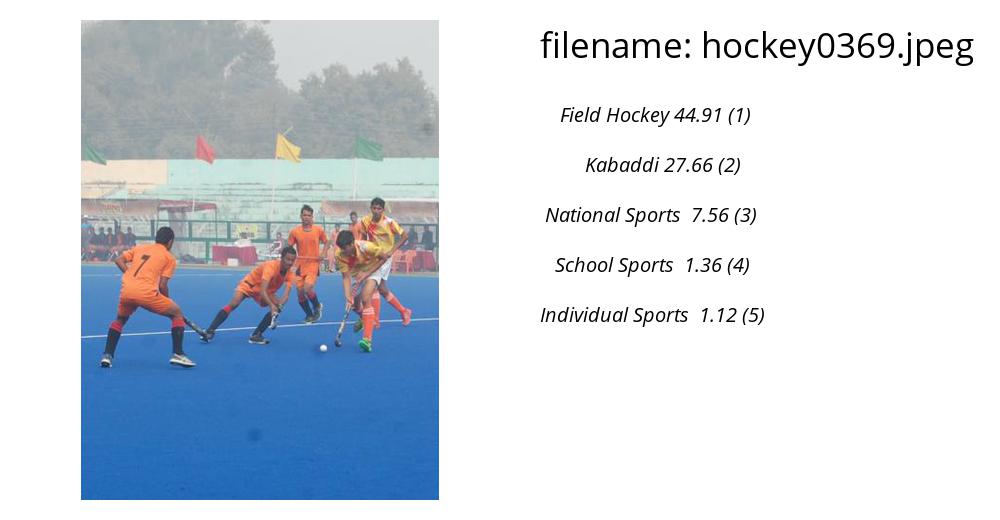 filename: hockey0369.jpeg
Field Hockey 44.91 (1)
Kabaddi 27.66 (2)
National Sports 7.56 (3)
School Sports 1.36 (4)
Individual Sports 1.12 (5)
7